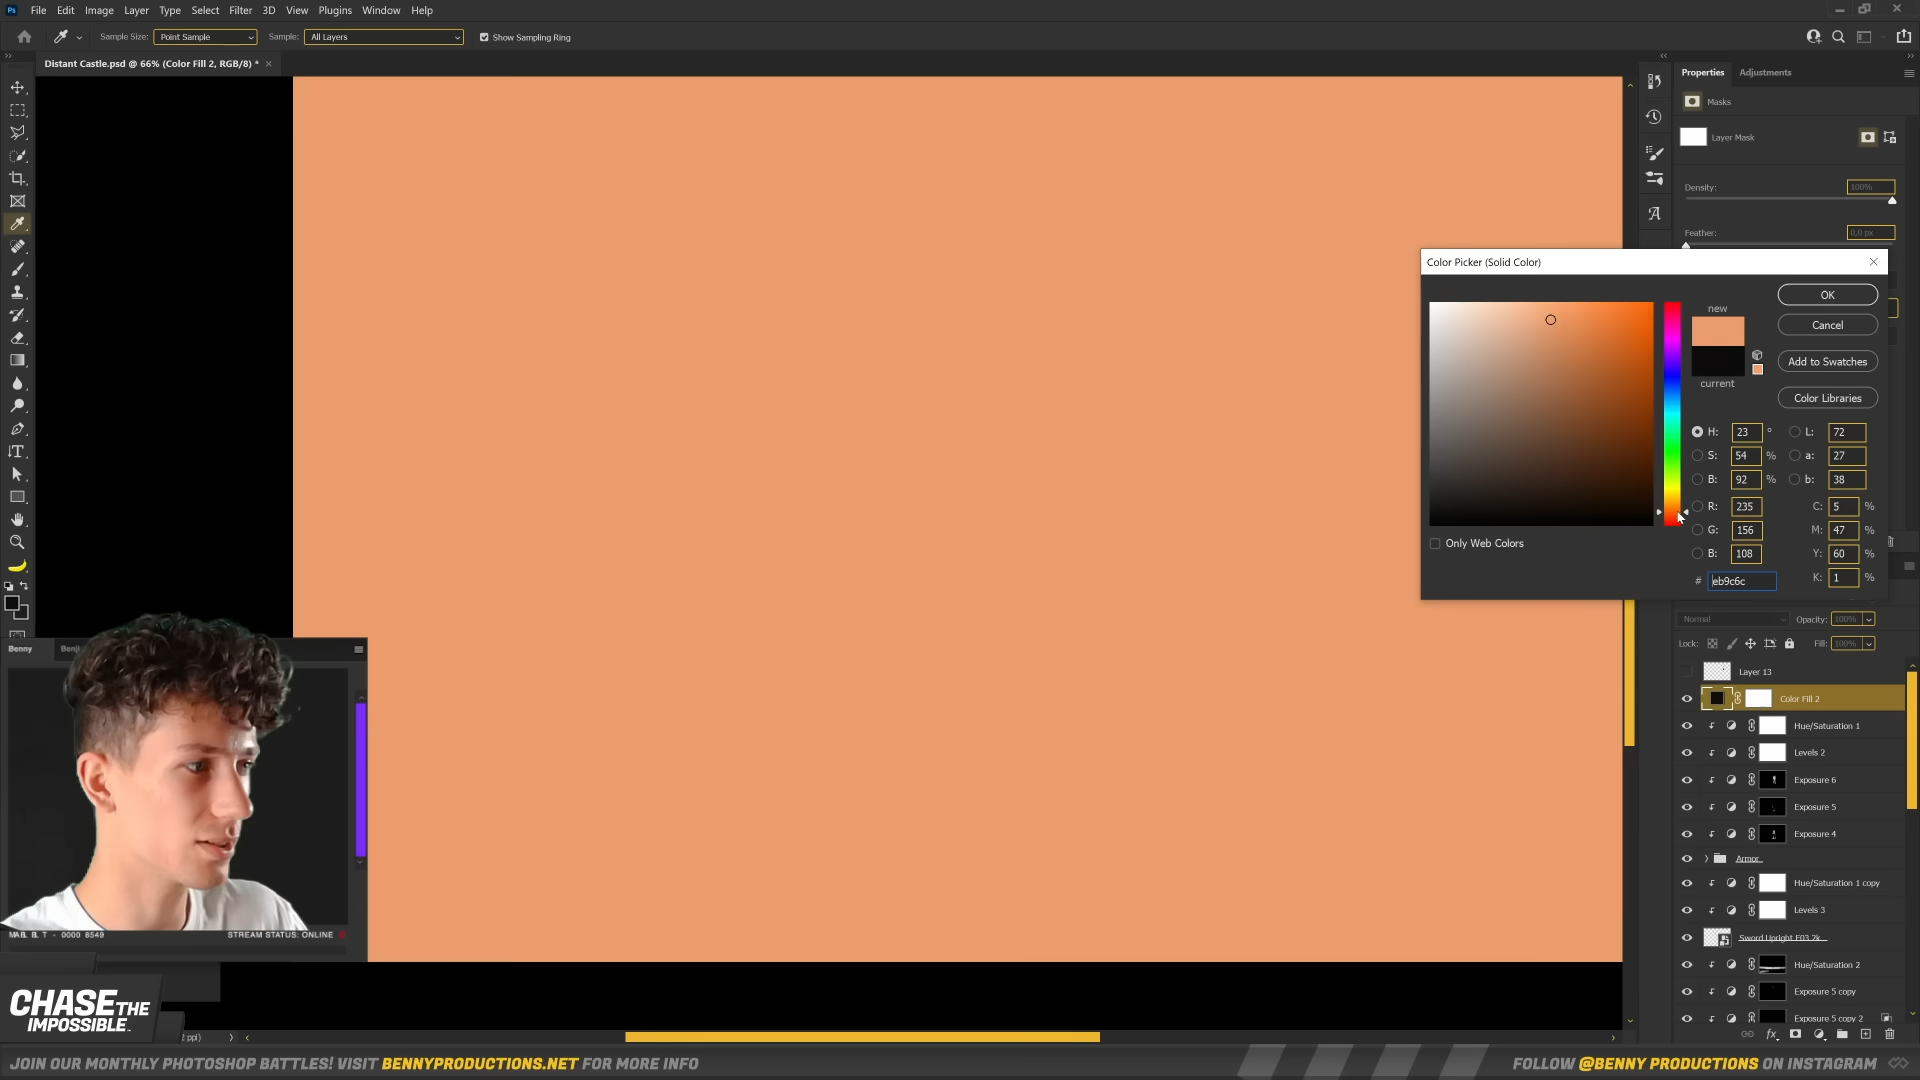 Ps File Edit Image Layer Type Select Filter 3D View Plugins Window Help
Sample Size: Point Sample Sample: All Layers Show Sampling Ring
Distant Castle.psd @ 66% (Color Fill 2, RGB/8) *
Properties Adjustments
Masks
Layer Mask
Density: 100%
Feather: 0,0 px
Color Picker (Solid Color)
new
current
OK
Cancel
Add to Swatches
Color Libraries
H: 23 ° L: 72
S: 54 % a: 27
B: 92 % b: 38
R: 235 C: 5 %
G: 156 M: 47 %
B: 108 Y: 60 %
# eb9c6c K: 1 %
Only Web Colors
Normal Opacity: 100%
Lock: Fill: 100%
Layer 13
Color Fill 2
Hue/Saturation 1
Levels 2
Exposure 6
Exposure 5
Exposure 4
Armor
Hue/Saturation 1 copy
Levels 3
Sword Upright F03 2k
Hue/Saturation 2
Exposure 5 copy
Exposure 5 copy 2
fx
Benny Benji
STREAM STATUS: ONLINE
CHASE THE
IMPOSSIBLE
ppi)
JOIN OUR MONTHLY PHOTOSHOP BATTLES! VISIT BENNYPRODUCTIONS.NET FOR MORE INFO
FOLLOW @BENNY PRODUCTIONS ON INSTAGRAM